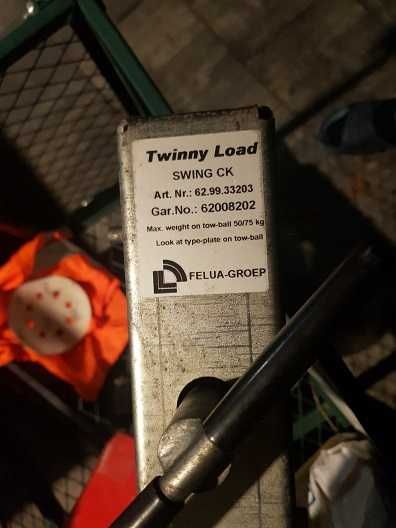 Twinny Load
SWING CK
Art. Nr.: 62.99.33203
Gar.No.: 62008202
Max. weight on tow-ball 50/75 kg
Look at type-plate on tow-ball
FELUA-GROEP